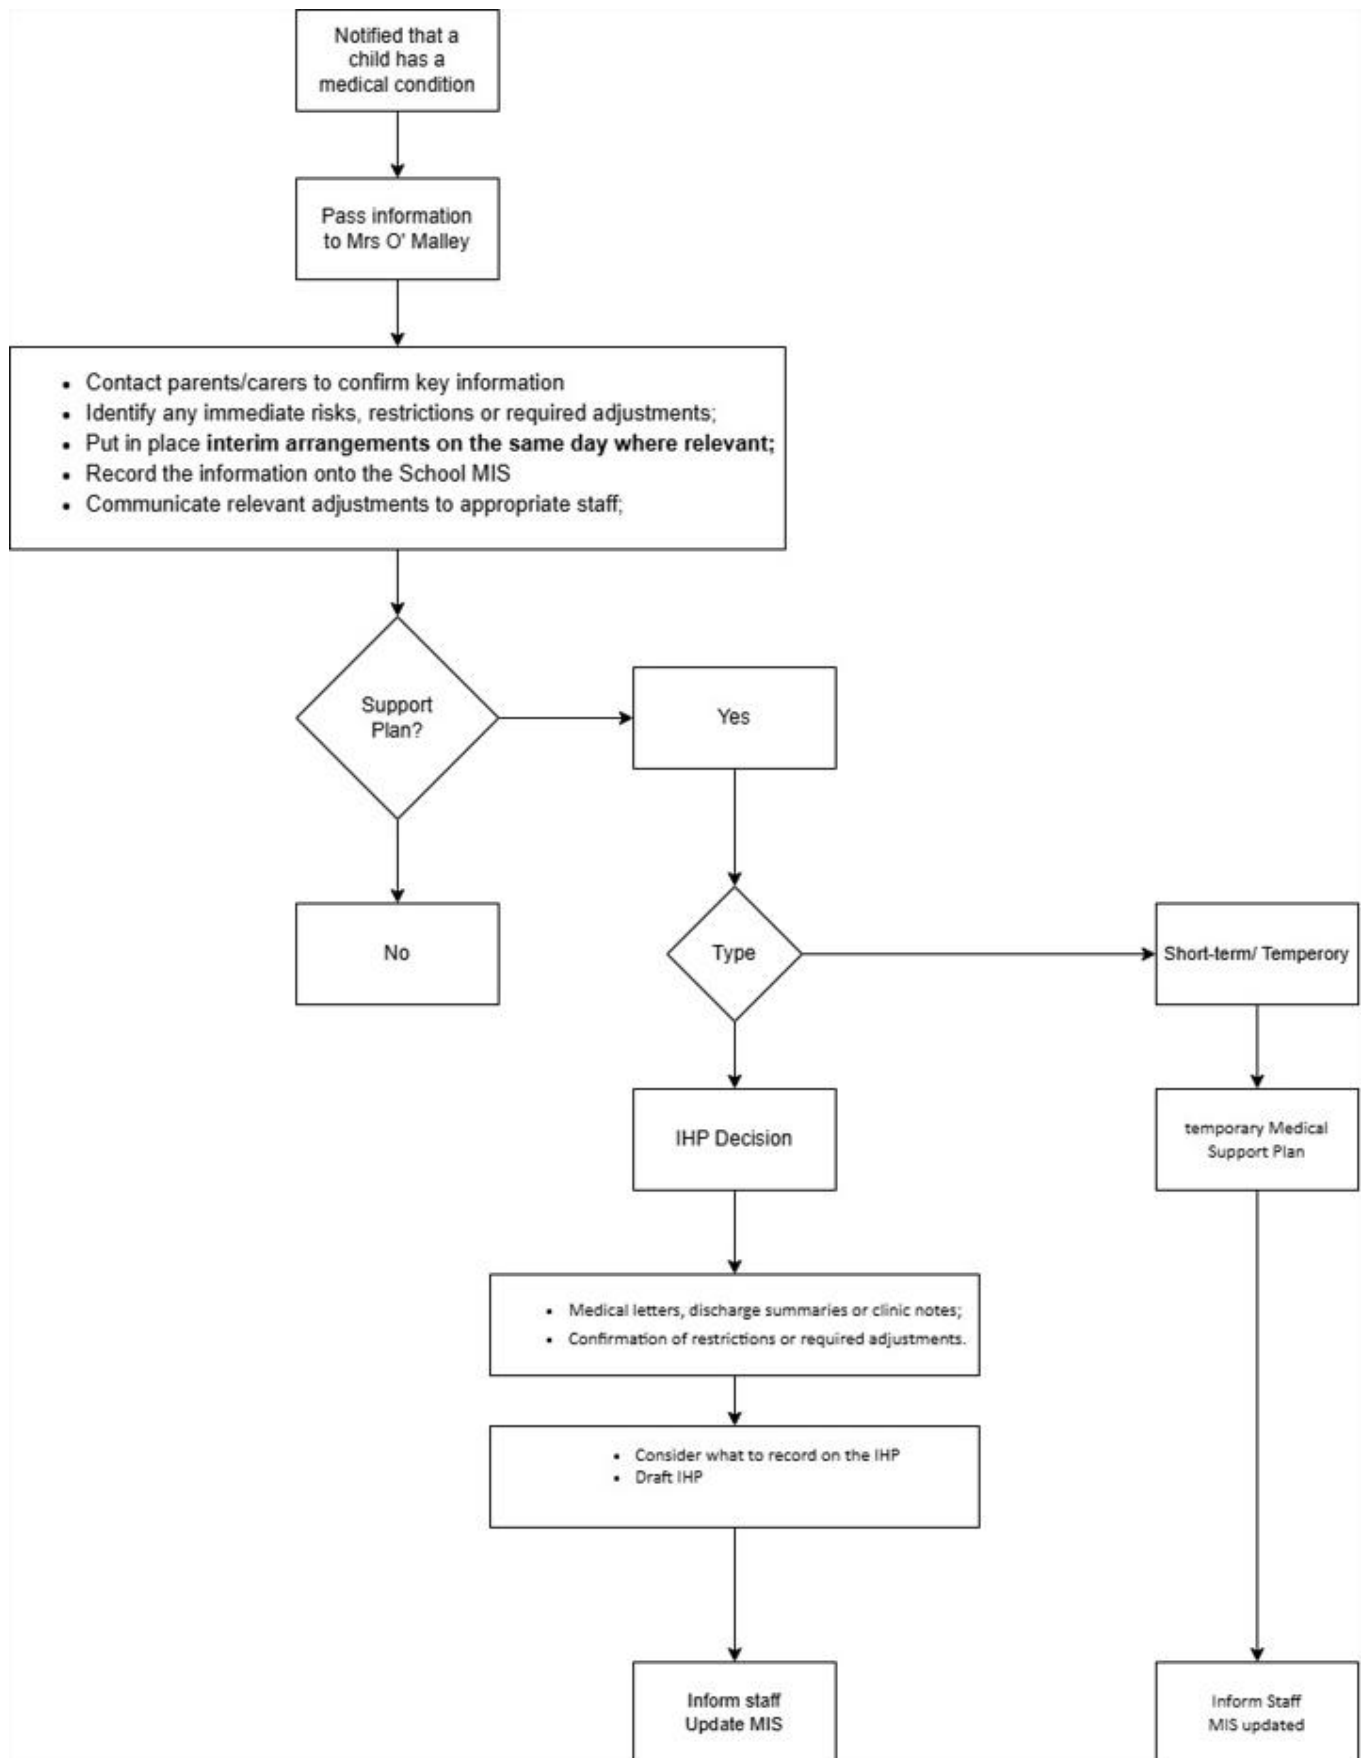 Notified that a
child has a
medical condition
Pass information
to Mrs O' Malley
• Contact parents/carers to confirm key information
• Identify any immediate risks, restrictions or required adjustments;
• Put in place interim arrangements on the same day where relevant;
• Record the information onto the School MIS
• Communicate relevant adjustments to appropriate staff;
Support
Plan?
Yes
No
Type
Short-term/ Temperory
IHP Decision
temporary Medical
Support Plan
• Medical letters, discharge summaries or clinic notes;
• Confirmation of restrictions or required adjustments.
• Consider what to record on the IHP
• Draft IHP
Inform staff
Update MIS
Inform Staff
MIS updated